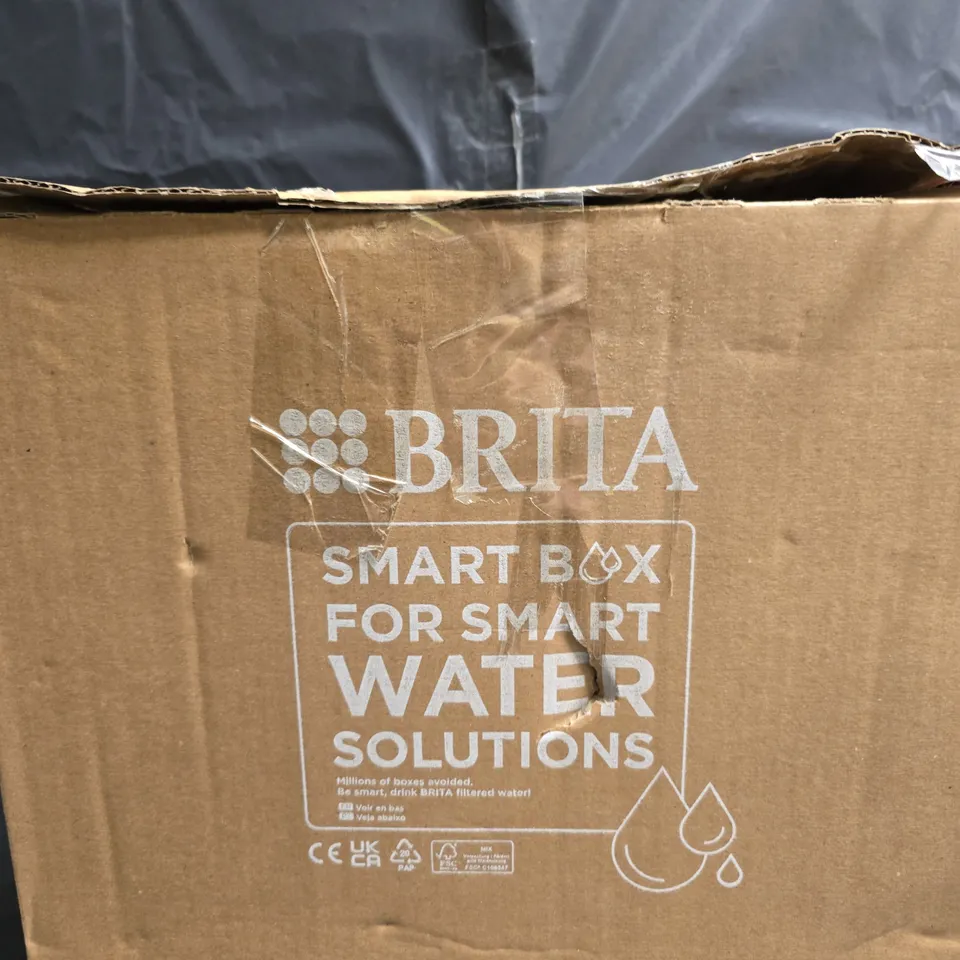 BRITA
SMART BOX
FOR SMART
WATER
SOLUTIONS
Millions of boxes avoided.
Be smart, drink BRITA filtered water!
Voir en bas
Veja abaixo
CE UK CA 20 PAP FSC MIX